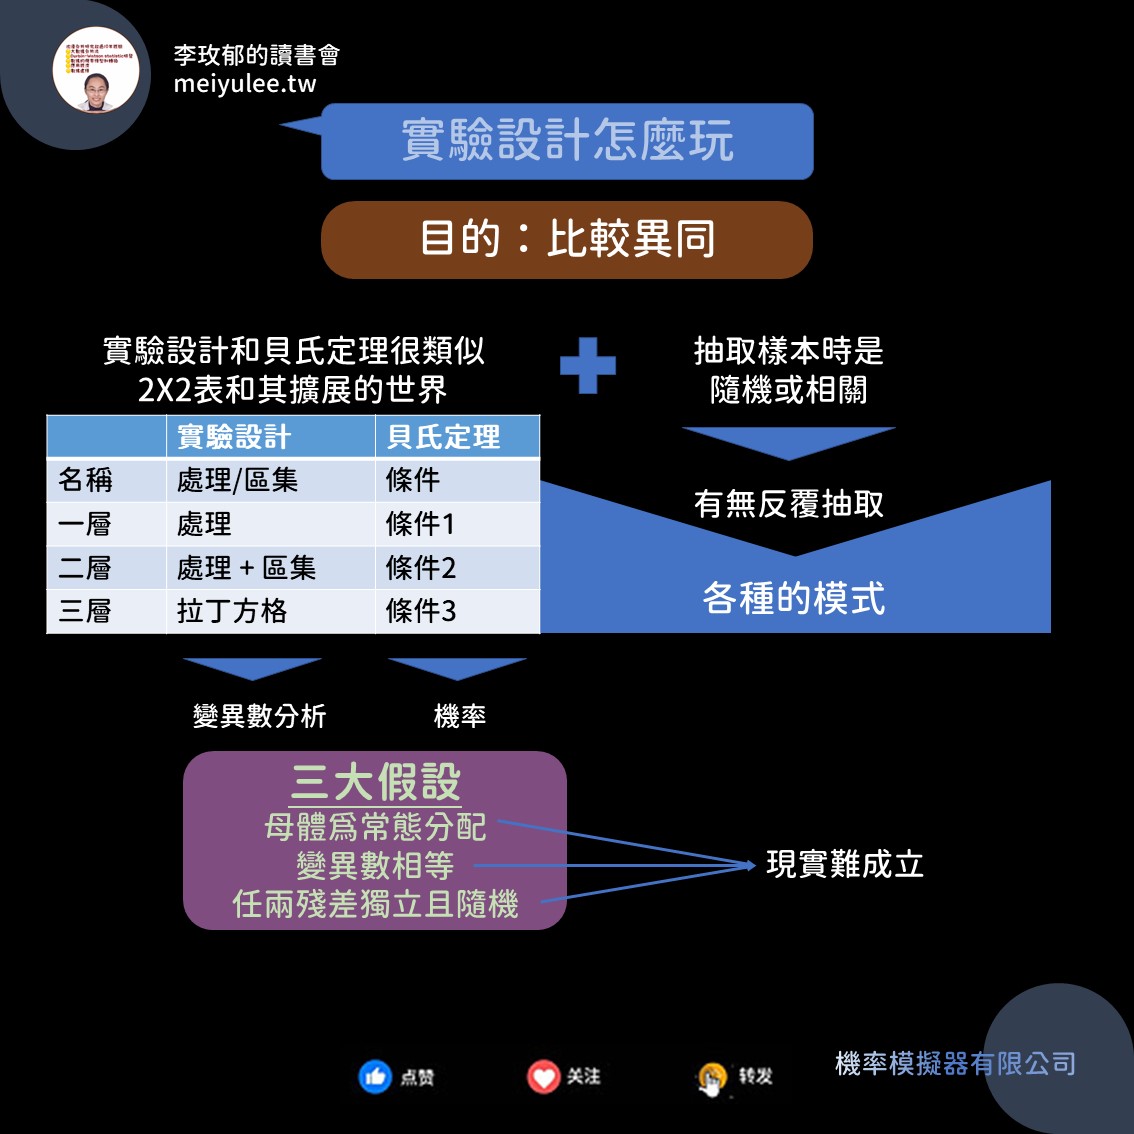 李玫郁的讀書會
meiyulee.tw
實驗設計怎麼玩
目的：比較異同
實驗設計和貝氏定理很類似
2X2表和其擴展的世界
抽取樣本時是
隨機或相關
實驗設計 貝氏定理
名稱 處理/區集 條件
一層 處理 條件1
二層 處理 + 區集 條件2
三層 拉丁方格 條件3
有無反覆抽取
各種的模式
變異數分析
機率
三大假設
母體爲常態分配
變異數相等
任兩殘差獨立且隨機
現實難成立
点赞
关注
转发
機率模擬器有限公司